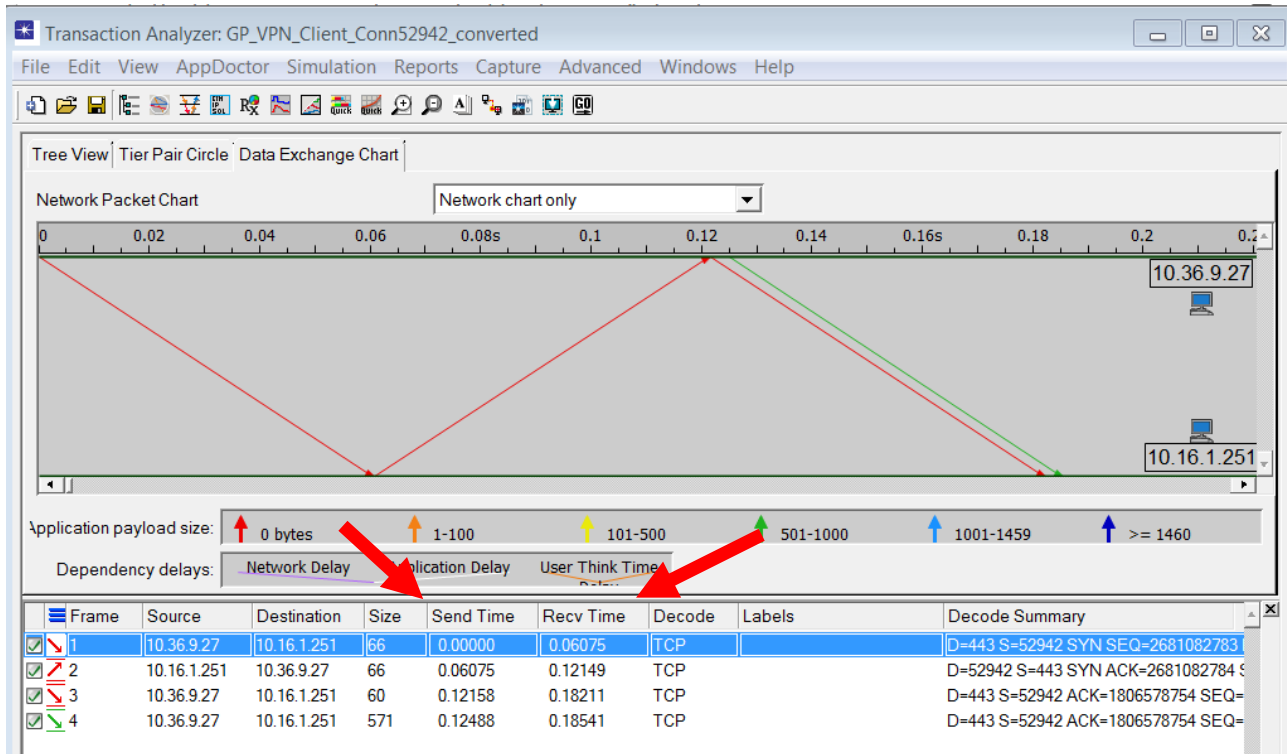 Transaction Analyzer: GP_VPN_Client_Conn52942_converted
File Edit View AppDoctor Simulation Reports Capture Advanced Windows Help
Tree View Tier Pair Circle Data Exchange Chart
Network Packet Chart Network chart only
0 0.02 0.04 0.06 0.08s 0.1 0.12 0.14 0.16s 0.18 0.2
10.36.9.27
10.16.1.251
Application payload size: 0 bytes 1-100 101-500 501-1000 1001-1459 >= 1460
Dependency delays: Network Delay Application Delay User Think Time
Frame Source Destination Size Send Time Recv Time Decode Labels Decode Summary
1 10.36.9.27 10.16.1.251 66 0.00000 0.06075 TCP D=443 S=52942 SYN SEQ=2681082783
2 10.16.1.251 10.36.9.27 66 0.06075 0.12149 TCP D=52942 S=443 SYN ACK=2681082784
3 10.36.9.27 10.16.1.251 60 0.12158 0.18211 TCP D=443 S=52942 ACK=1806578754 SEQ=
4 10.36.9.27 10.16.1.251 571 0.12488 0.18541 TCP D=443 S=52942 ACK=1806578754 SEQ=